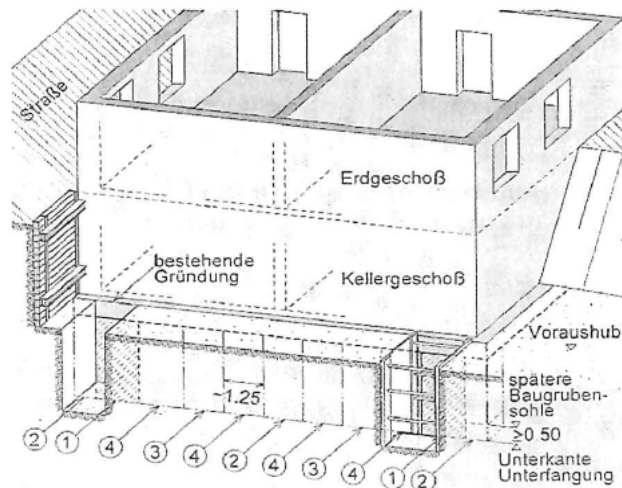 Straße
Erdgeschoß
bestehende
Gründung
Kellergeschoß
Voraushub
~1.25
spätere
Baugruben-
sohle
≥0.50
Unterkante
Unterfangung
2 1 4 3 4 2 4 3 4 1 2